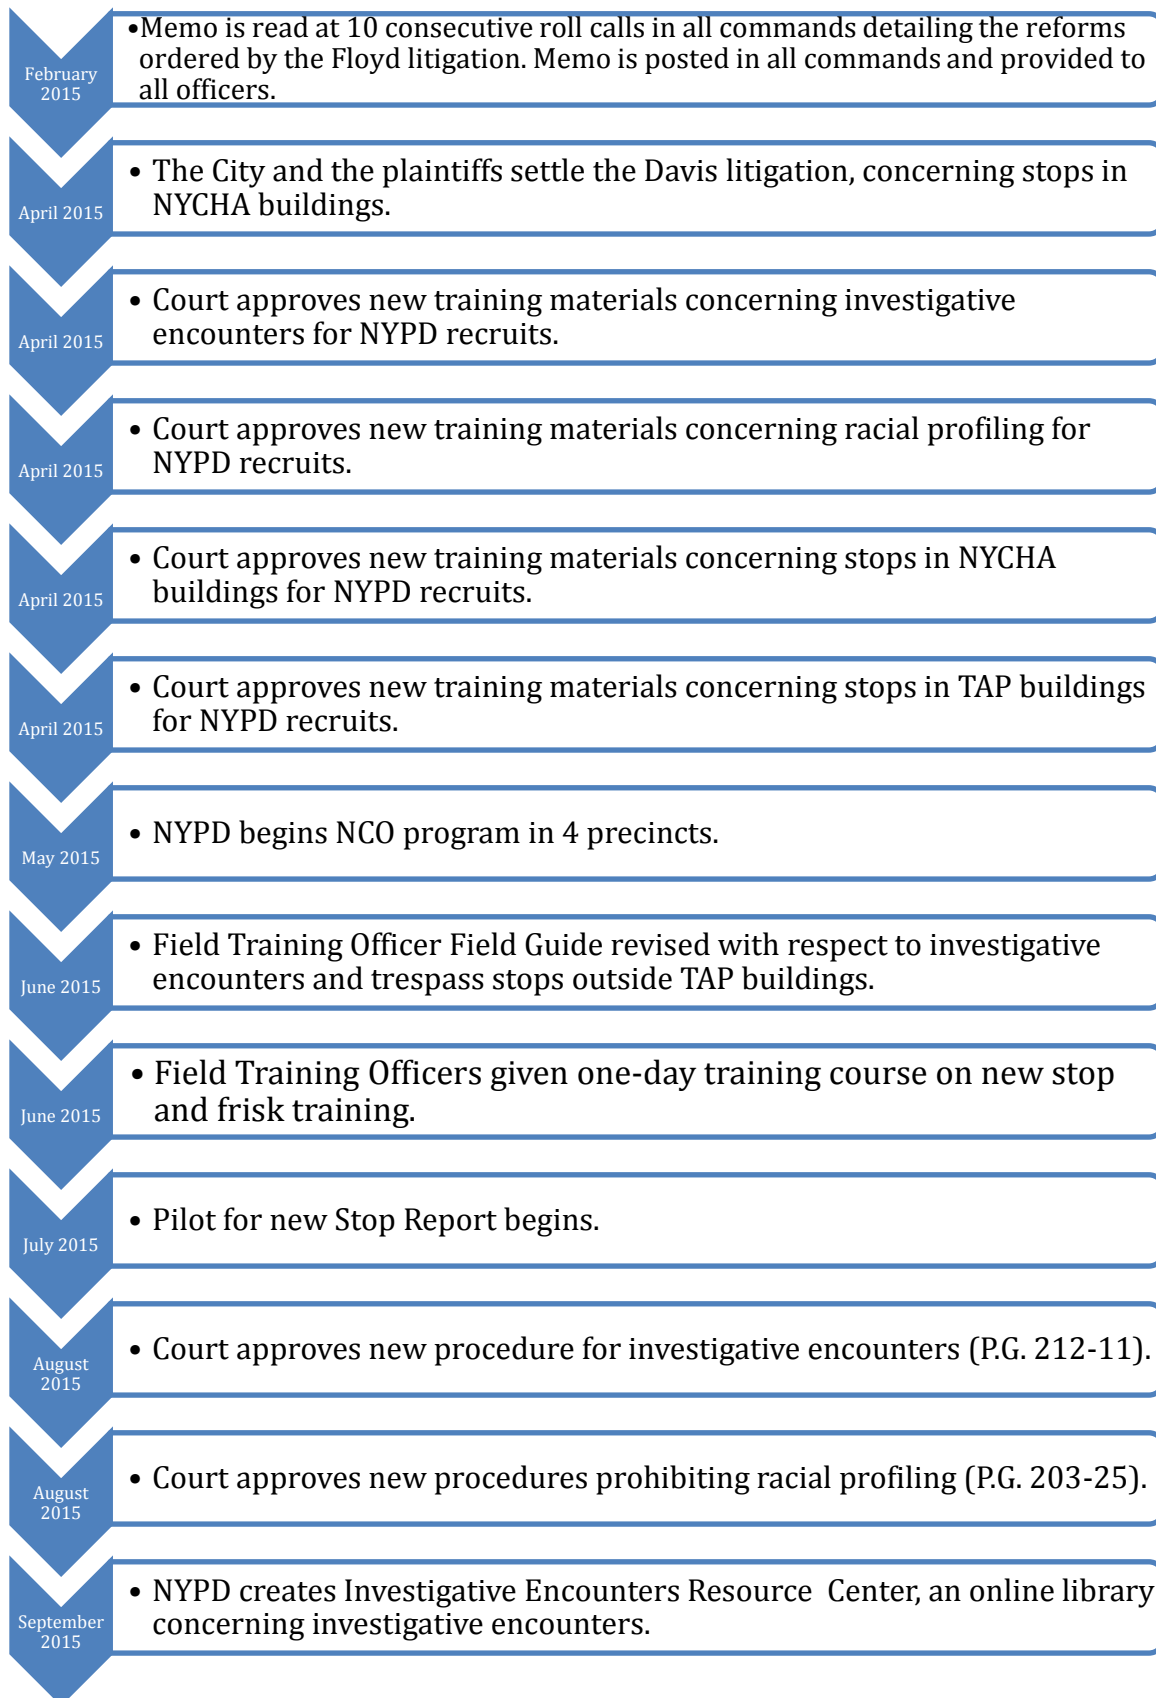 February
2015
•Memo is read at 10 consecutive roll calls in all commands detailing the reforms
ordered by the Floyd litigation. Memo is posted in all commands and provided to
all officers.
April 2015
• The City and the plaintiffs settle the Davis litigation, concerning stops in
NYCHA buildings.
April 2015
• Court approves new training materials concerning investigative
encounters for NYPD recruits.
April 2015
• Court approves new training materials concerning racial profiling for
NYPD recruits.
April 2015
• Court approves new training materials concerning stops in NYCHA
buildings for NYPD recruits.
April 2015
• Court approves new training materials concerning stops in TAP buildings
for NYPD recruits.
May 2015
• NYPD begins NCO program in 4 precincts.
June 2015
• Field Training Officer Field Guide revised with respect to investigative
encounters and trespass stops outside TAP buildings.
June 2015
• Field Training Officers given one-day training course on new stop
and frisk training.
July 2015
• Pilot for new Stop Report begins.
August
2015
• Court approves new procedure for investigative encounters (P.G. 212-11).
August
2015
• Court approves new procedures prohibiting racial profiling (P.G. 203-25).
September
2015
• NYPD creates Investigative Encounters Resource  Center, an online library
concerning investigative encounters.